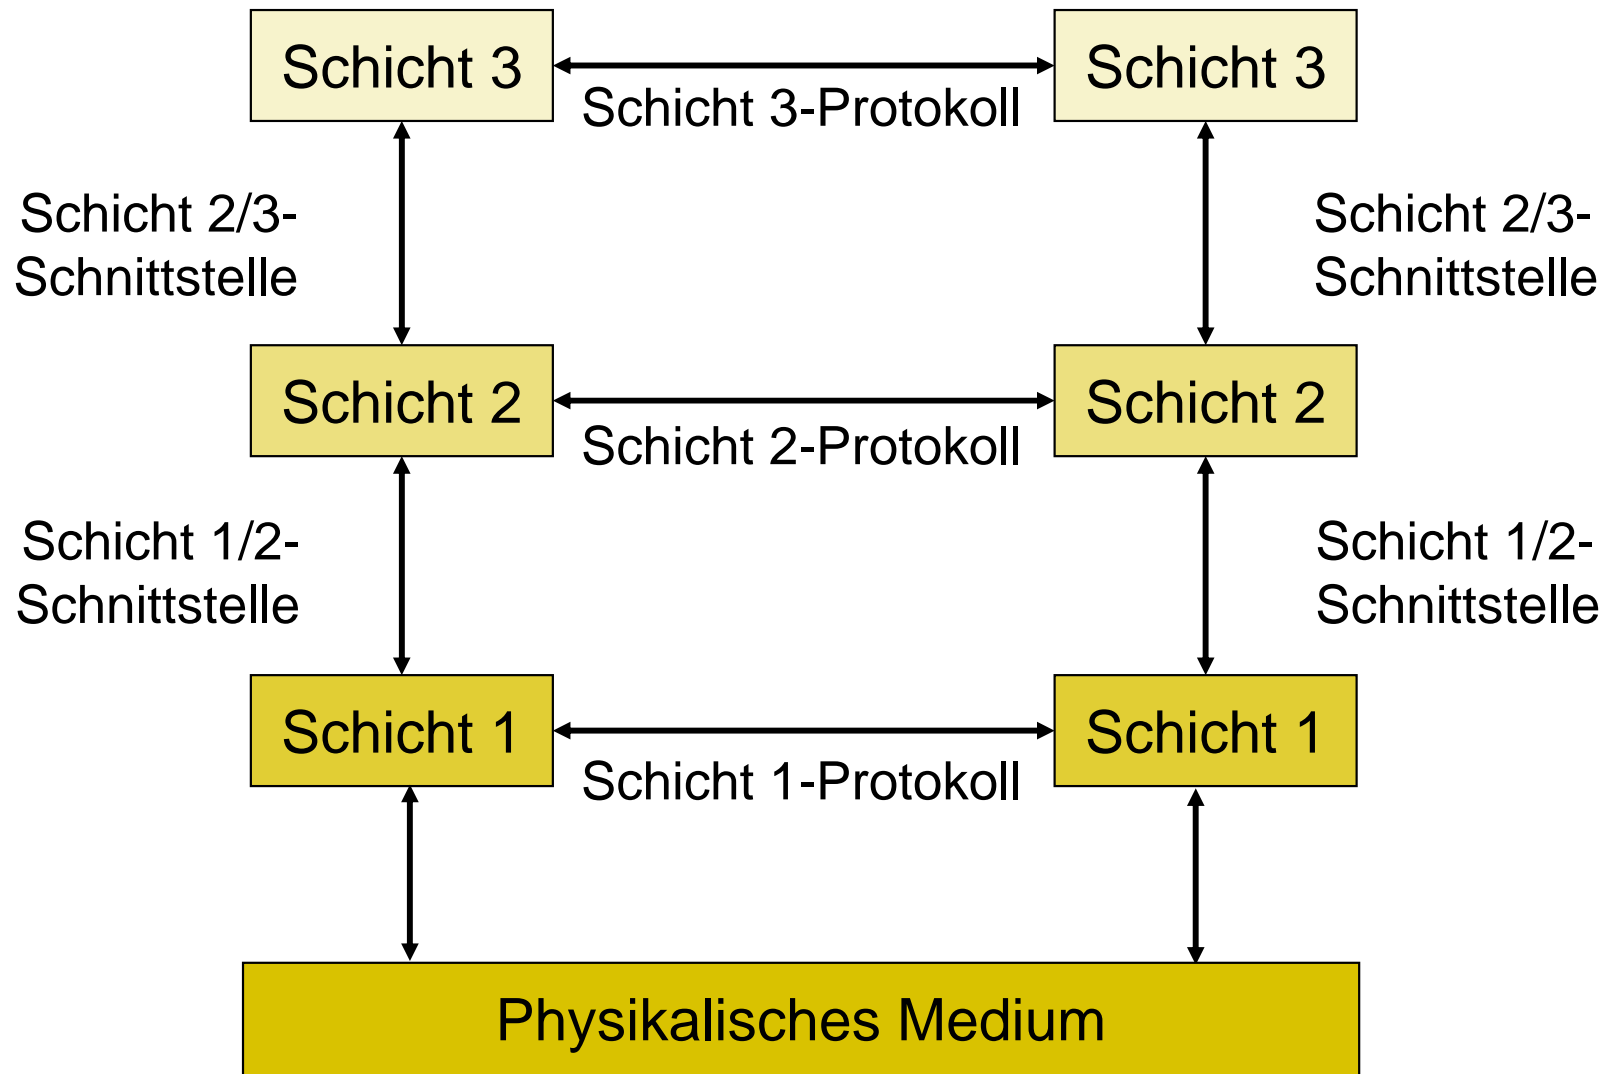 Schicht 3
Schicht 3
Schicht 3-Protokoll
Schicht 2/3-
Schnittstelle
Schicht 2/3-
Schnittstelle
Schicht 2
Schicht 2
Schicht 2-Protokoll
Schicht 1/2-
Schnittstelle
Schicht 1/2-
Schnittstelle
Schicht 1
Schicht 1
Schicht 1-Protokoll
Physikalisches Medium